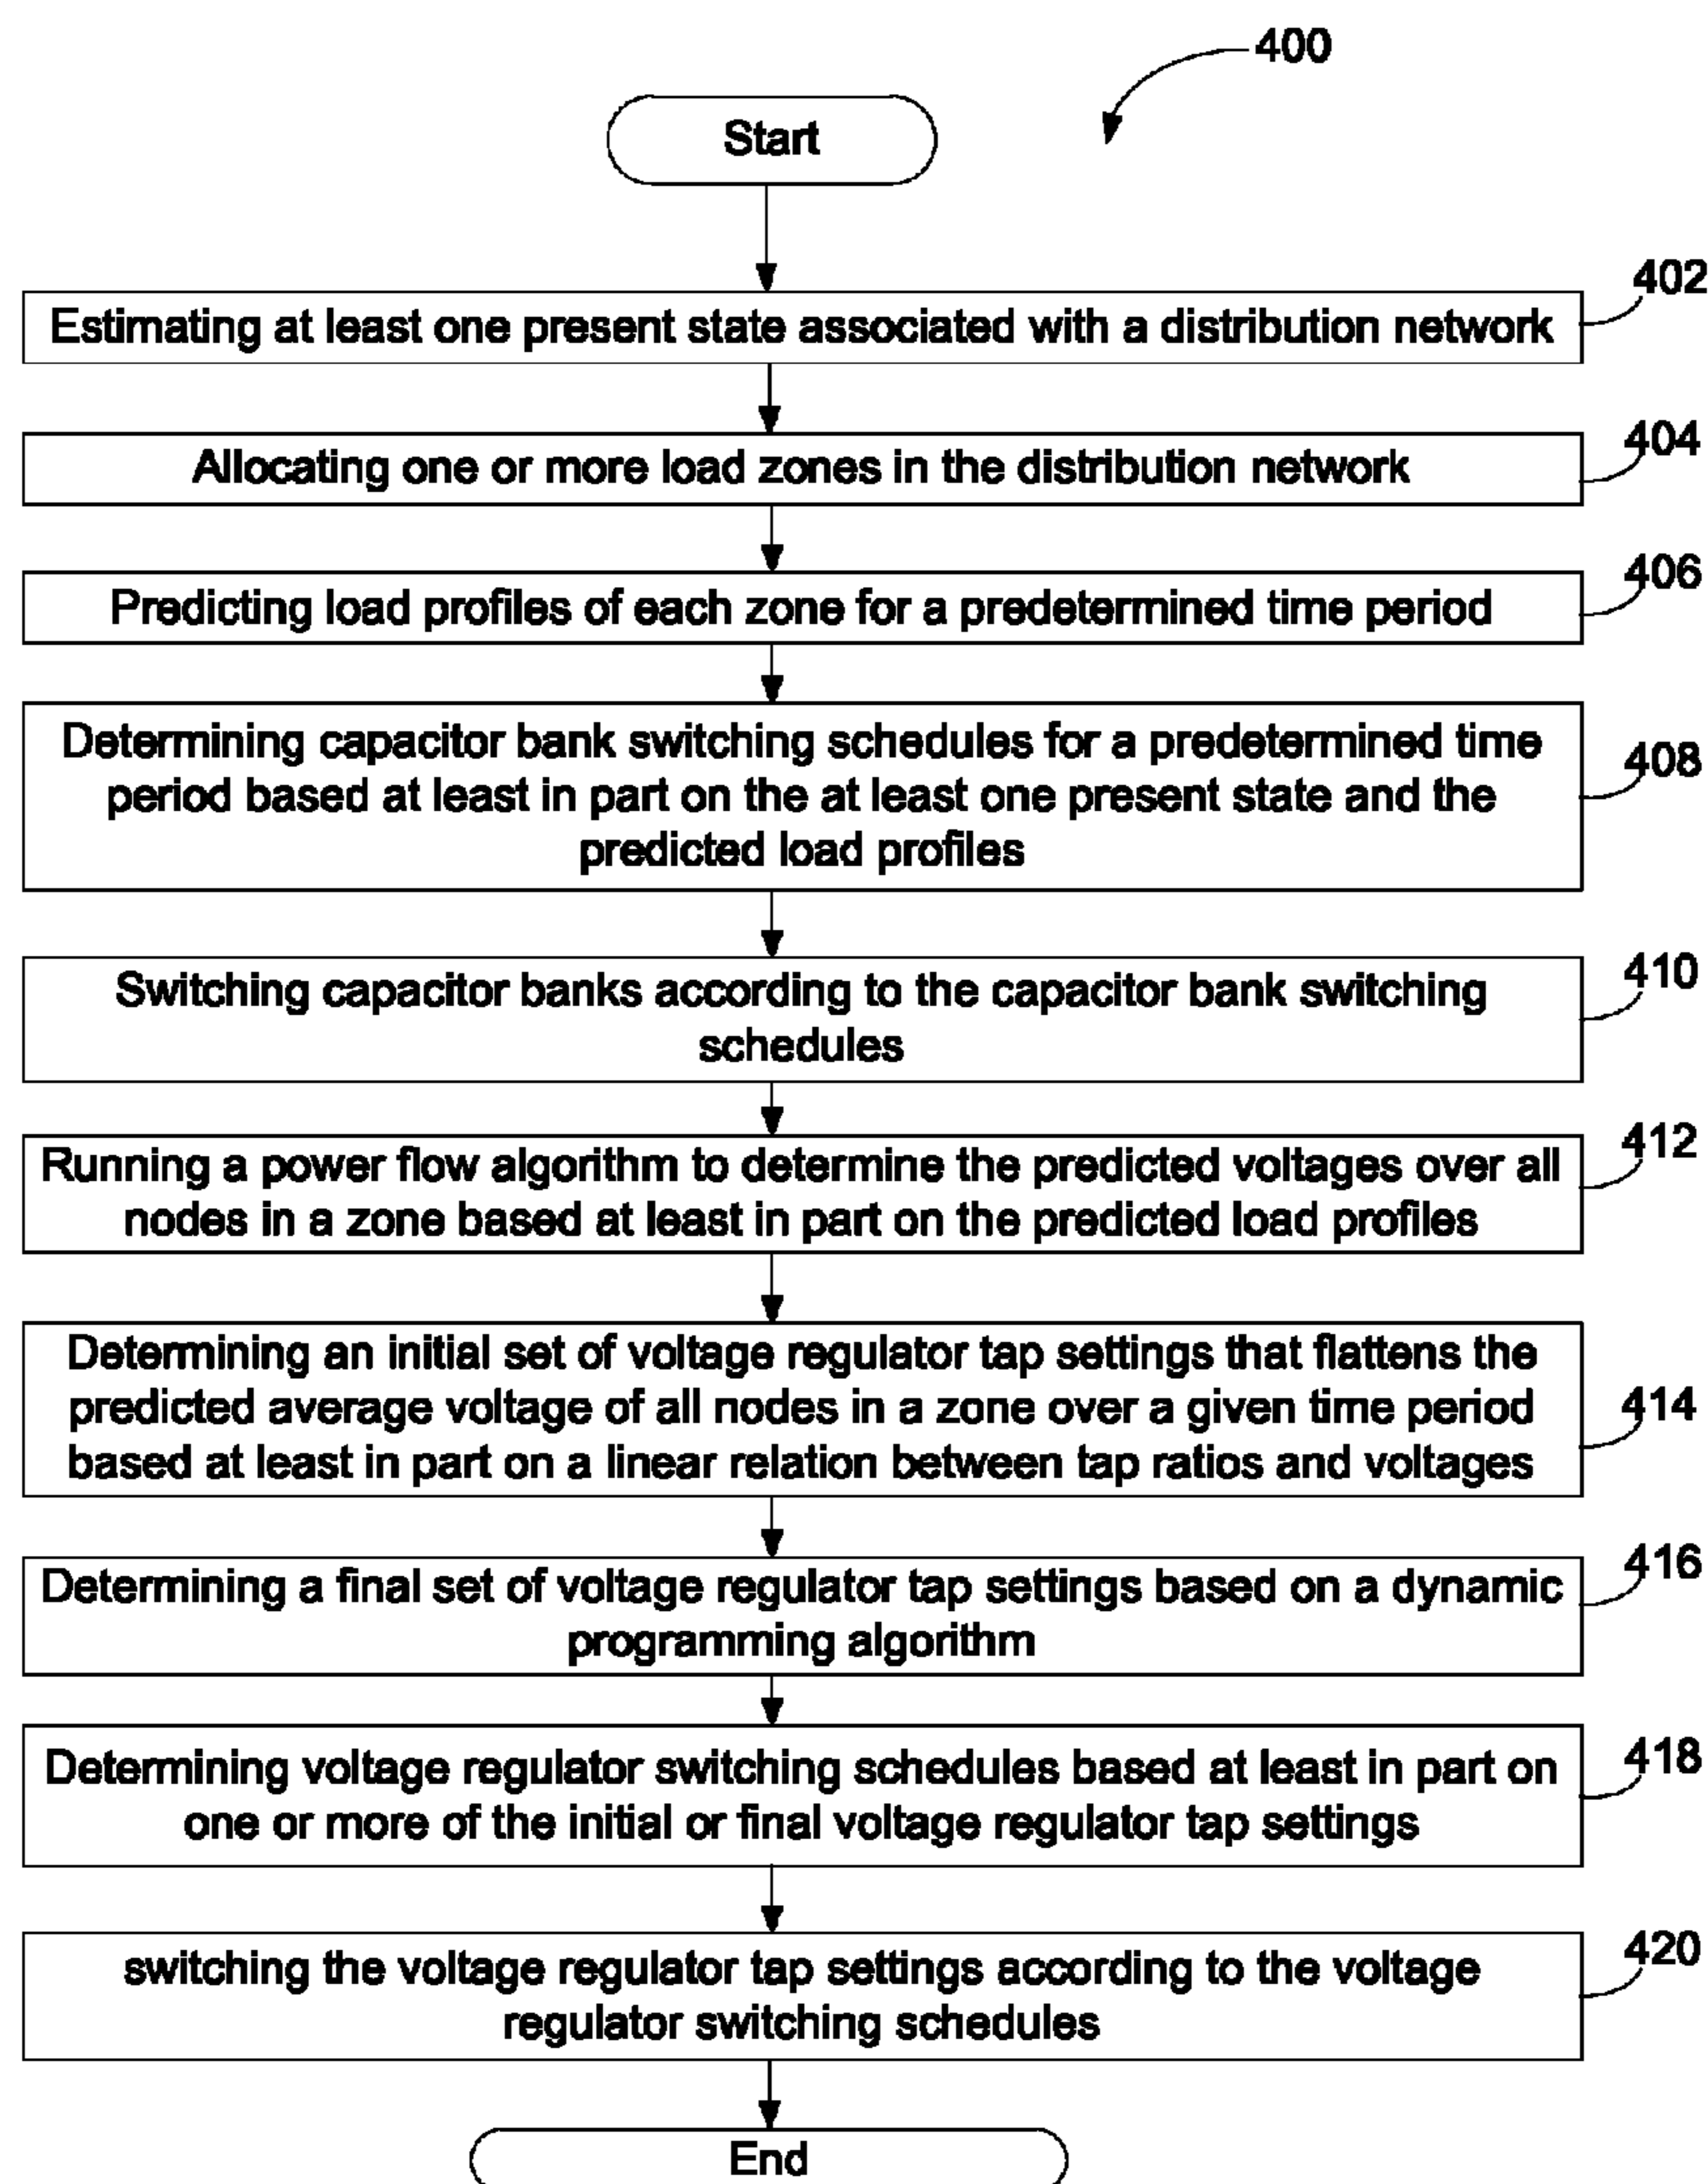 400
Start
402
Estimating at least one present state associated with a distribution network
404
Allocating one or more load zones in the distribution network
406
Predicting load profiles of each zone for a predetermined time period
408
Determining capacitor bank switching schedules for a predetermined time
period based at least in part on the at least one present state and the
predicted load profiles
410
Switching capacitor banks according to the capacitor bank switching
schedules
412
Running a power flow algorithm to determine the predicted voltages over all
nodes in a zone based at least in part on the predicted load profiles
414
Determining an initial set of voltage regulator tap settings that flattens the
predicted average voltage of all nodes in a zone over a given time period
based at least in part on a linear relation between tap ratios and voltages
416
Determining a final set of voltage regulator tap settings based on a dynamic
programming algorithm
418
Determining voltage regulator switching schedules based at least in part on
one or more of the initial or final voltage regulator tap settings
420
switching the voltage regulator tap settings according to the voltage
regulator switching schedules
End